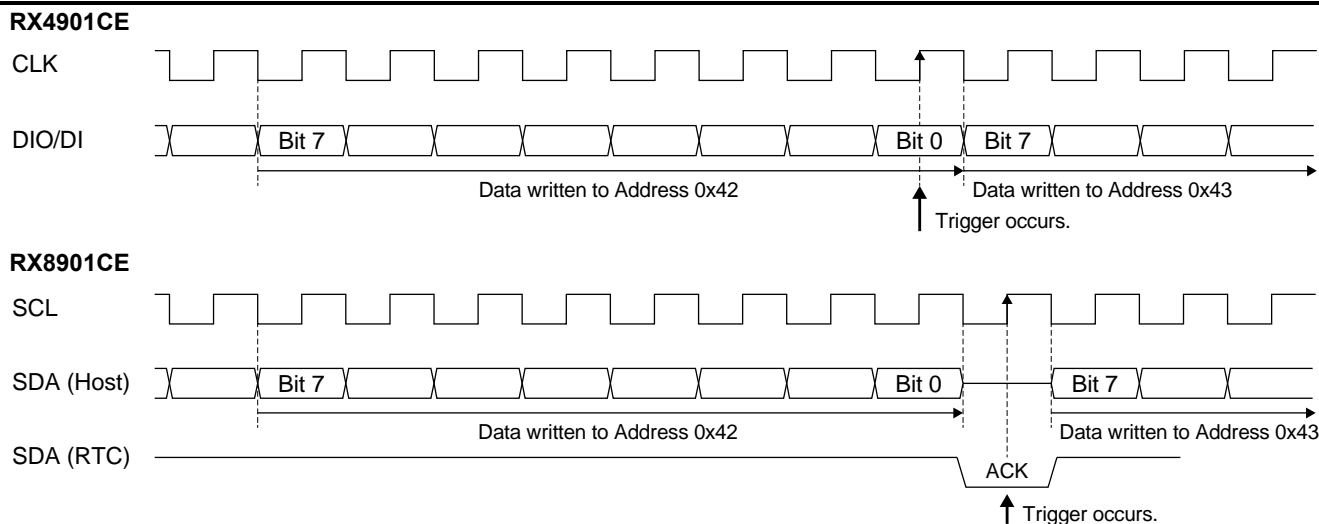 RX4901CE
CLK
DIO/DI Bit 7 Bit 0 Bit 7
Data written to Address 0x42 Data written to Address 0x43
Trigger occurs.
RX8901CE
SCL
SDA (Host) Bit 7 Bit 0 Bit 7
Data written to Address 0x42 Data written to Address 0x43
SDA (RTC) ACK
Trigger occurs.